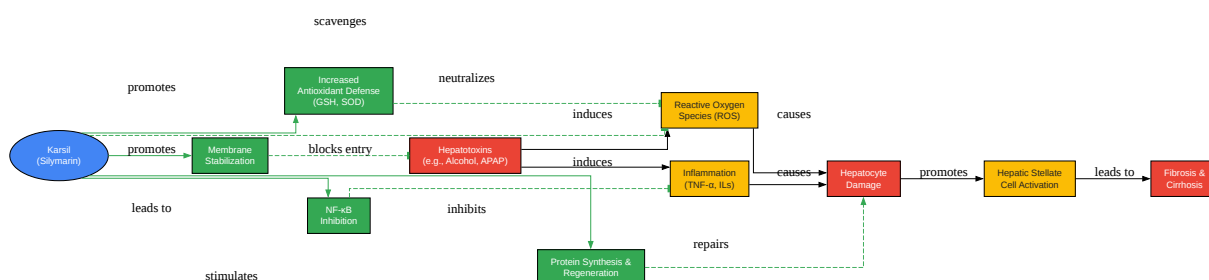 scavenges
Increased
Antioxidant Defense
(GSH, SOD)
neutralizes
promotes
Reactive Oxygen
Species (ROS)
induces
causes
Karsil
(Silymarin)
promotes
Membrane
Stabilization
blocks entry
Hepatotoxins
(e.g., Alcohol, APAP)
induces
Inflammation
(TNF-α, ILs)
causes
Hepatocyte
Damage
promotes
Hepatic Stellate
Cell Activation
leads to
Fibrosis &
Cirrhosis
leads to
NF-κB
Inhibition
inhibits
repairs
Protein Synthesis &
Regeneration
stimulates